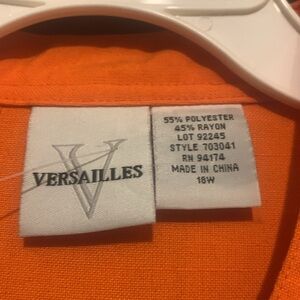 V
VERSAILLES
55% POLYESTER
45% RAYON
LOT 92245
STYLE 703041
RN 94174
MADE IN CHINA
18W